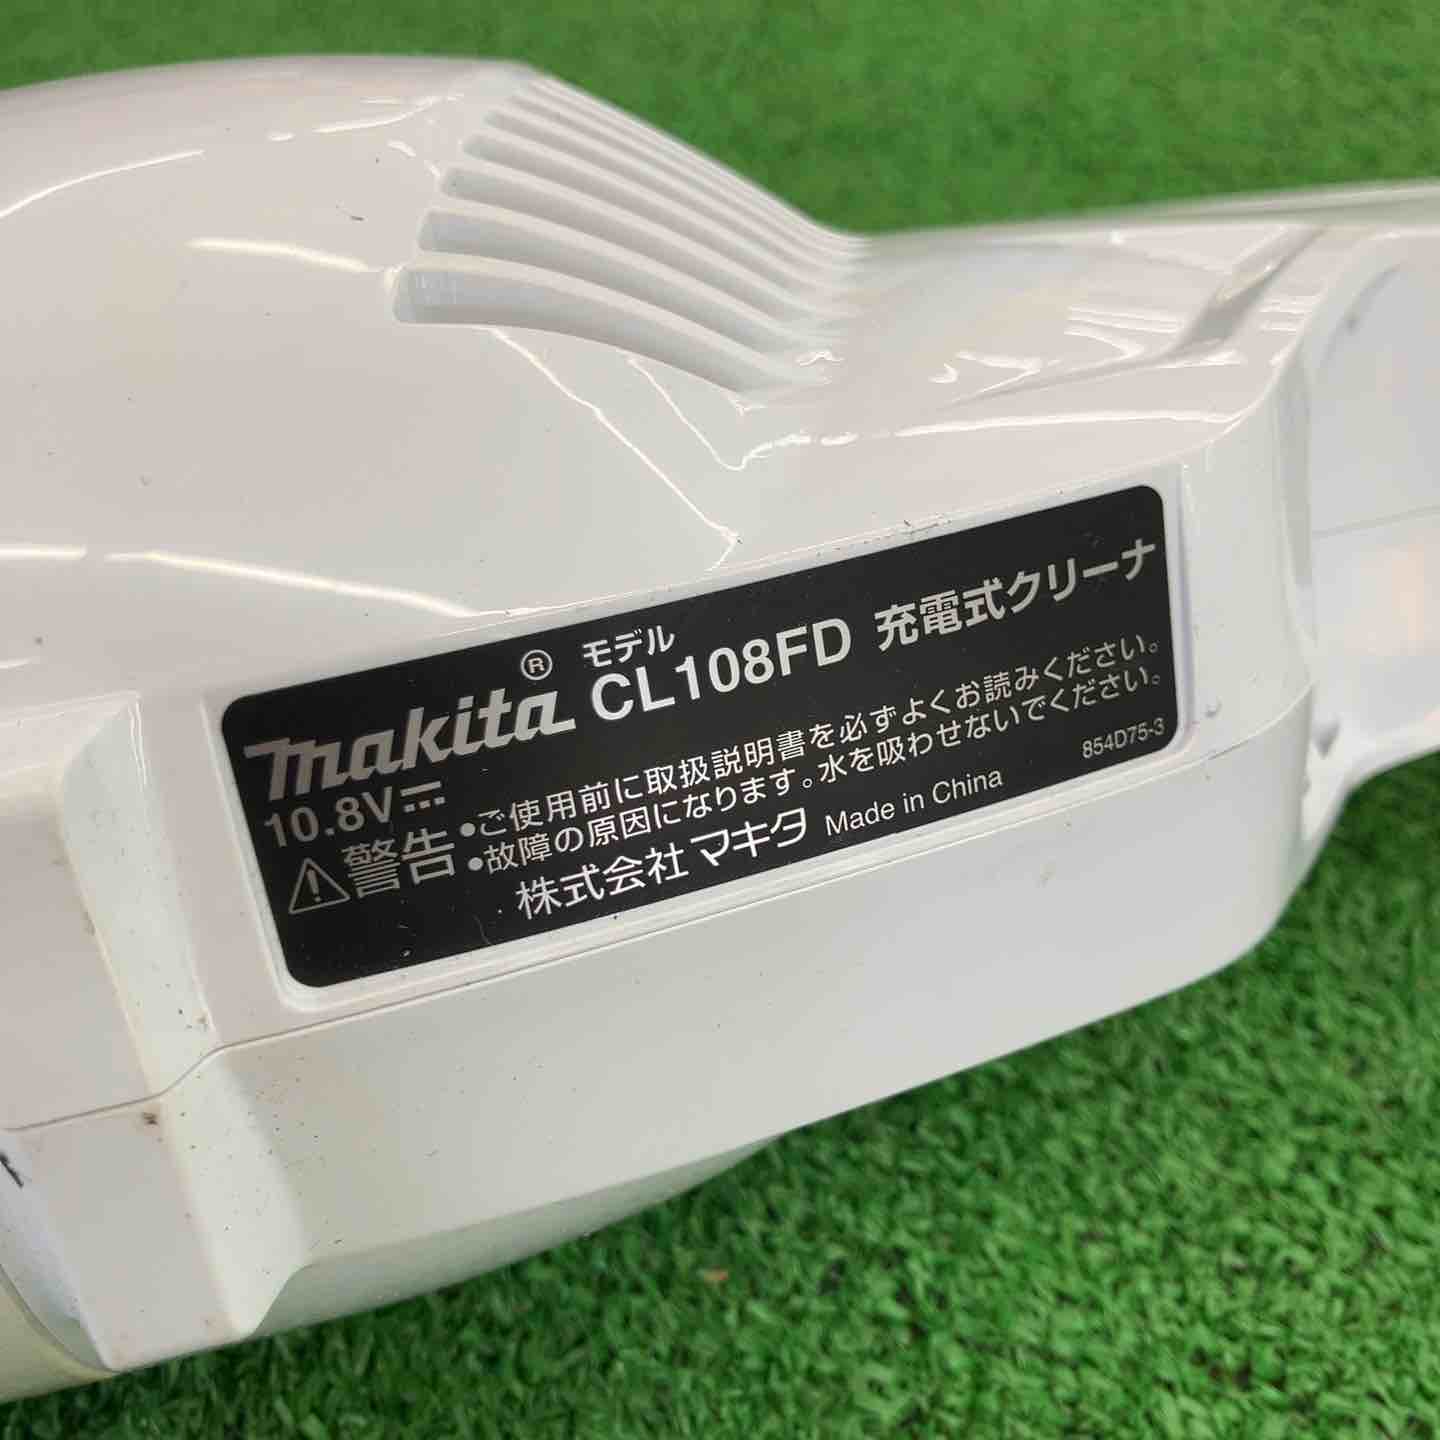 makita® モデル CL108FD 充電式クリーナ
10.8V⎓
⚠警告 •ご使用前に取扱説明書を必ずよくお読みください。
•故障の原因になります。水を吸わせないでください。
株式会社マキタ Made in China 854D75-3